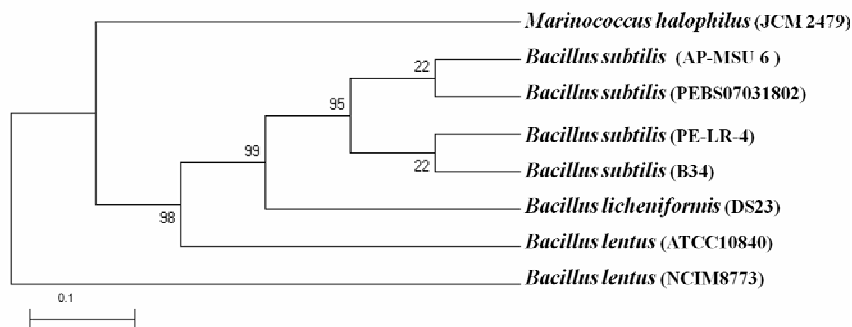 Marinococcus halophilus (JCM 2479)
Bacillus subtilis (AP-MSU 6 )
22
Bacillus subtilis (PEBS07031802)
95
Bacillus subtilis (PE-LR-4)
99
22
Bacillus subtilis (B34)
Bacillus licheniformis (DS23)
98
Bacillus lentus (ATCC10840)
Bacillus lentus (NCIM8773)
0.1